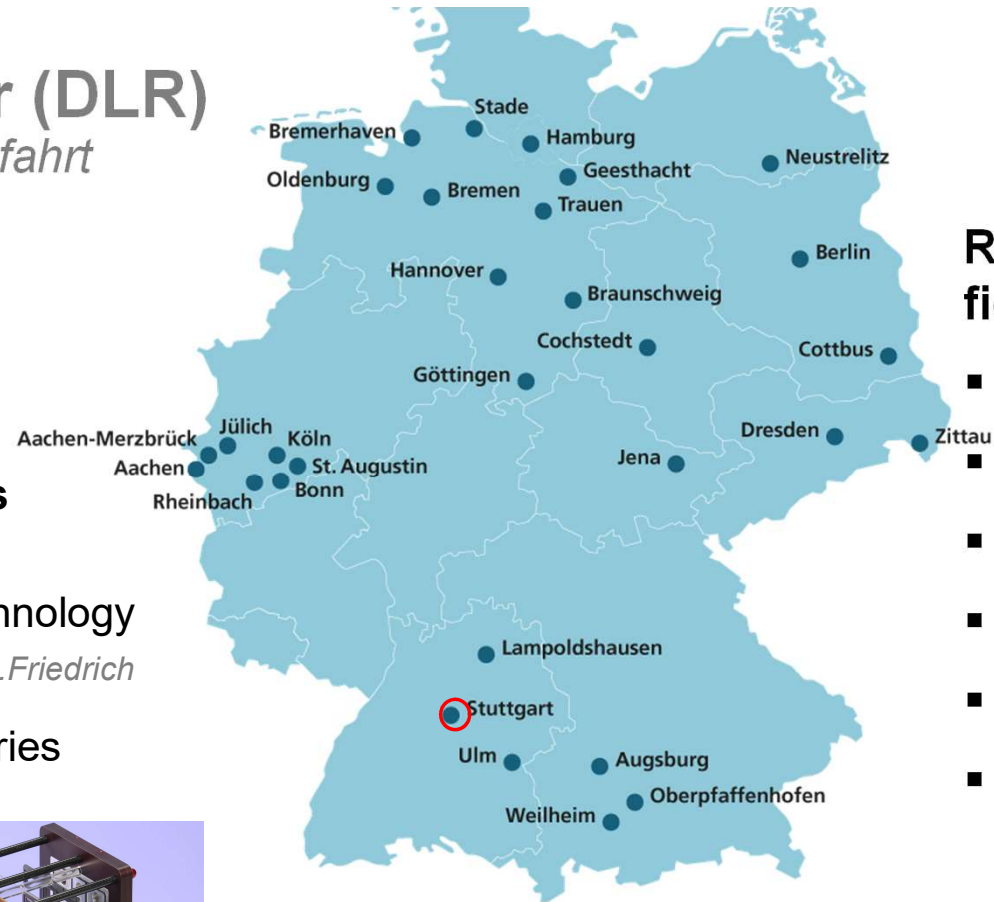 r (DLR)
fahrt
Stade
Bremerhaven
Hamburg
Neustrelitz
Geesthacht
Oldenburg
Bremen
Trauen
Berlin
Hannover
Braunschweig
Cochstedt
Cottbus
Göttingen
Jülich
Aachen-Merzbrück
Köln
Dresden
Zittau
Aachen
St. Augustin
Jena
Rheinbach
Bonn
s
hnology
.Friedrich
ries
Lampoldshausen
Stuttgart
Ulm
Augsburg
Oberpfaffenhofen
Weilheim
R
fi
▪
▪
▪
▪
▪
▪